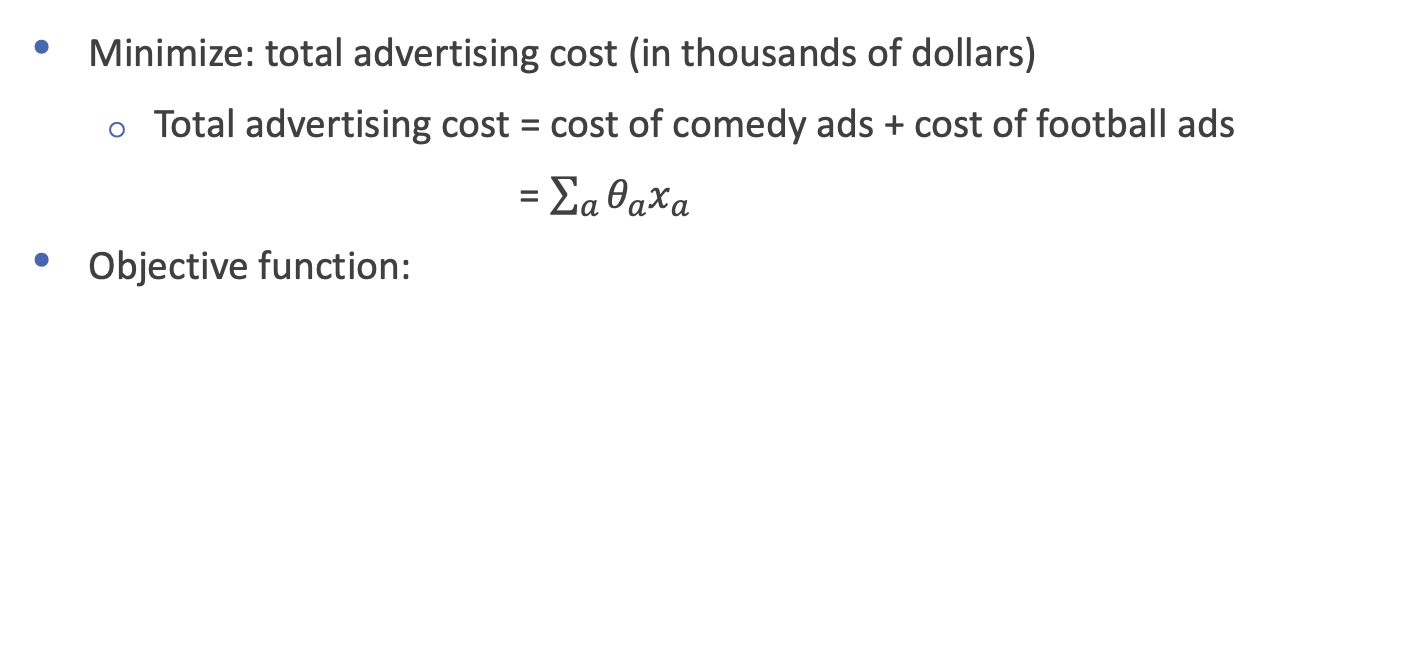 • Minimize: total advertising cost (in thousands of dollars)
○ Total advertising cost = cost of comedy ads + cost of football ads
= ∑ₐ θₐxₐ
• Objective function: